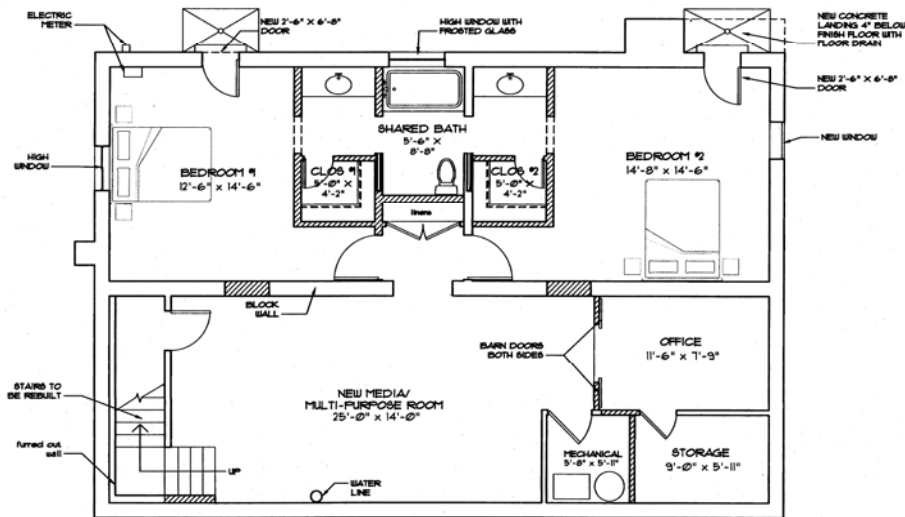 ELECTRIC
METER
NEW 2'-6" X 6'-8"
DOOR
HIGH WINDOW WITH
FROSTED GLASS
NEW CONCRETE
LANDING 4" BELOW
FINISH FLOOR WITH
FLOOR DRAIN
NEW 2'-6" X 6'-8"
DOOR
NEW WINDOW
HIGH
WINDOW
BEDROOM #1
12'-6" X 14'-6"
SHARED BATH
5'-6" X
8'-8"
CLOS #1
5'-0" X
4'-2"
CLOS #2
5'-0" X
4'-2"
BEDROOM #2
14'-8" X 14'-6"
linens
BLOCK
WALL
BARN DOORS
BOTH SIDES
OFFICE
11'-6" x 7'-9"
STAIRS TO
BE REBUILT
NEW MEDIA/
MULTI-PURPOSE ROOM
25'-0" X 14'-0"
furred out
wall
UP
WATER
LINE
MECHANICAL
5'-8" x 5'-11"
STORAGE
9'-0" x 5'-11"